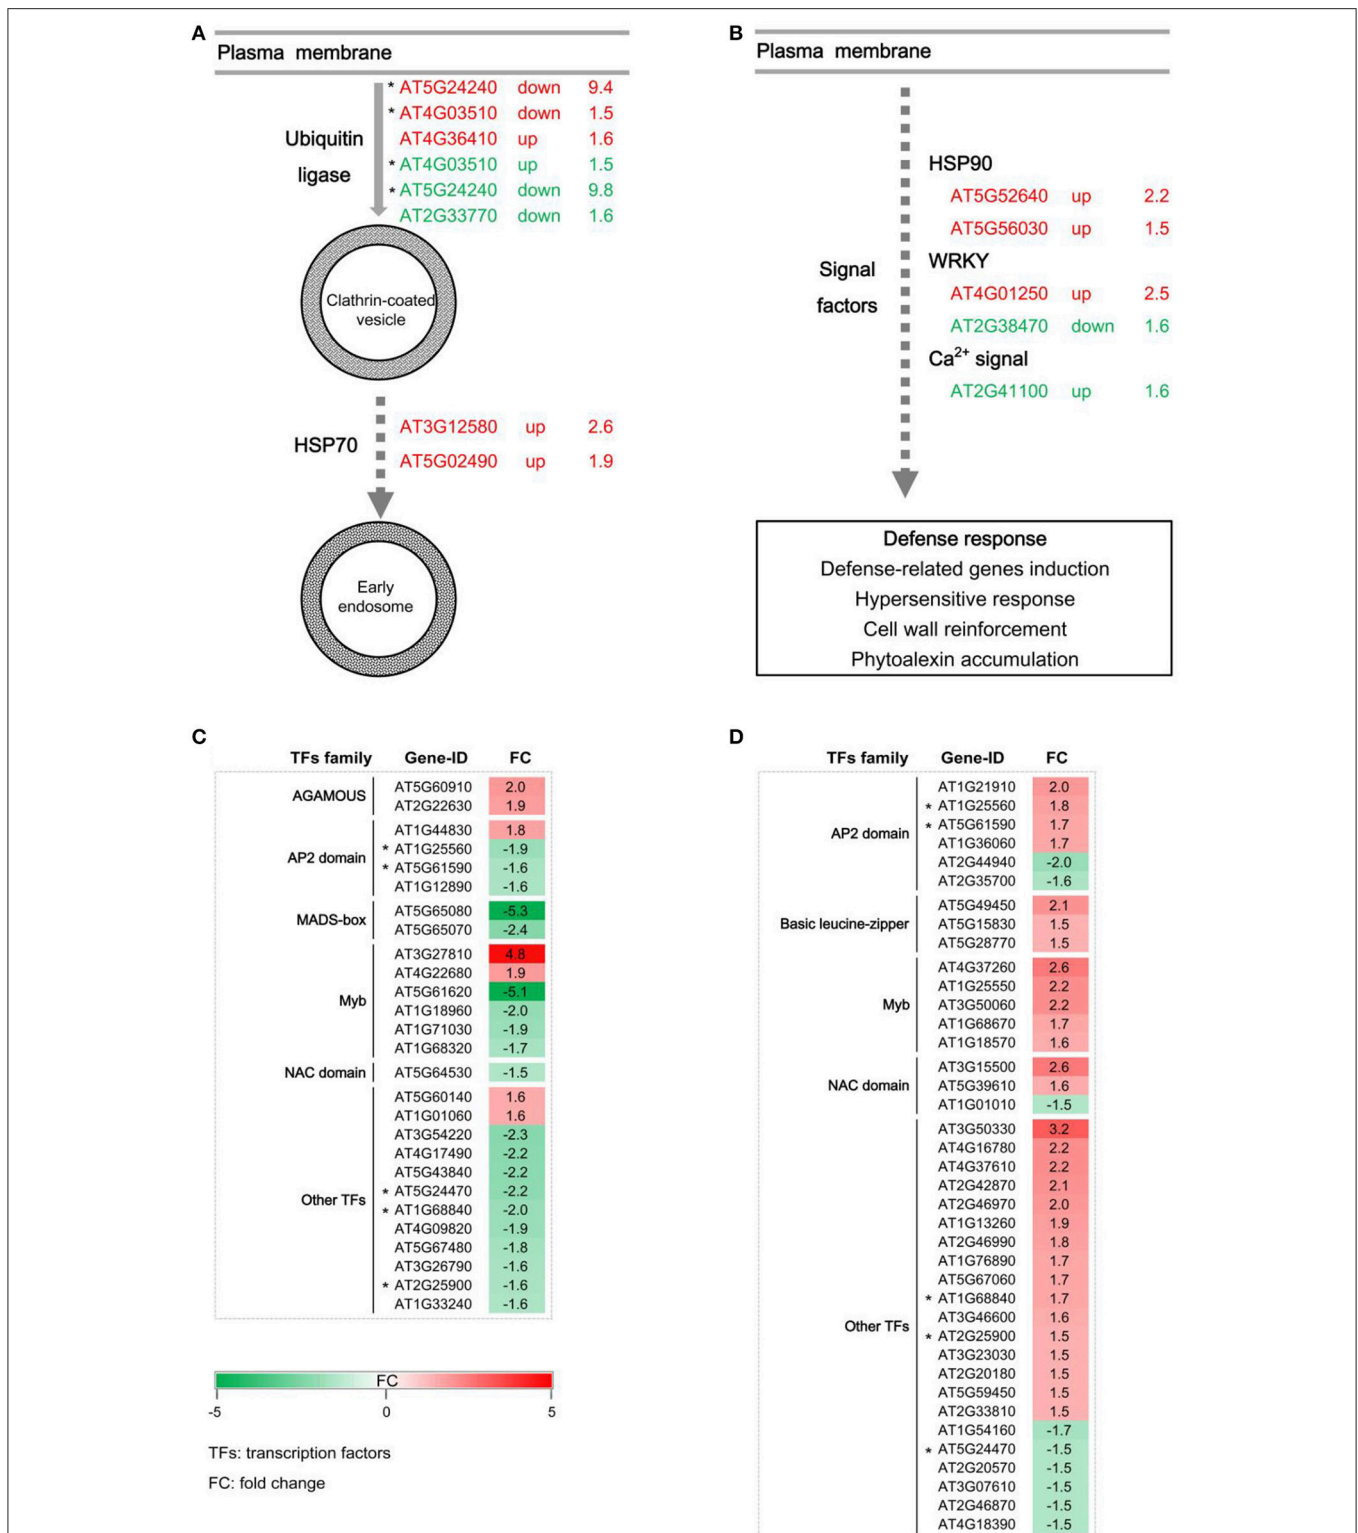 A
Plasma membrane
* AT5G24240 down 9.4
* AT4G03510 down 1.5
AT4G36410 up 1.6
* AT4G03510 up 1.5
* AT5G24240 down 9.8
AT2G33770 down 1.6
Ubiquitin
ligase
Clathrin-coated
vesicle
HSP70
AT3G12580 up 2.6
AT5G02490 up 1.9
Early
endosome
B
Plasma membrane
Signal
factors
HSP90
AT5G52640 up 2.2
AT5G56030 up 1.5
WRKY
AT4G01250 up 2.5
AT2G38470 down 1.6
Ca2+ signal
AT2G41100 up 1.6
Defense response
Defense-related genes induction
Hypersensitive response
Cell wall reinforcement
Phytoalexin accumulation
C
TFs family Gene-ID FC
AGAMOUS
AT5G60910 2.0
AT2G22630 1.9
AP2 domain
AT1G44830 1.8
* AT1G25560 -1.9
* AT5G61590 -1.6
AT1G12890 -1.6
MADS-box
AT5G65080 -5.3
AT5G65070 -2.4
Myb
AT3G27810 4.8
AT4G22680 1.9
AT5G61620 -5.1
AT1G18960 -2.0
AT1G71030 -1.9
AT1G68320 -1.7
NAC domain AT5G64530 -1.5
Other TFs
AT5G60140 1.6
AT1G01060 1.6
AT3G54220 -2.3
AT4G17490 -2.2
AT5G43840 -2.2
* AT5G24470 -2.2
* AT1G68840 -2.0
AT4G09820 -1.9
AT5G67480 -1.8
AT3G26790 -1.6
* AT2G25900 -1.6
AT1G33240 -1.6
FC
-5 0 5
TFs: transcription factors
FC: fold change
D
TFs family Gene-ID FC
AP2 domain
AT1G21910 2.0
* AT1G25560 1.8
* AT5G61590 1.7
AT1G36060 1.7
AT2G44940 -2.0
AT2G35700 -1.6
Basic leucine-zipper
AT5G49450 2.1
AT5G15830 1.5
AT5G28770 1.5
Myb
AT4G37260 2.6
AT1G25550 2.2
AT3G50060 2.2
AT1G68670 1.7
AT1G18570 1.6
NAC domain
AT3G15500 2.6
AT5G39610 1.6
AT1G01010 -1.5
Other TFs
AT3G50330 3.2
AT4G16780 2.2
AT4G37610 2.2
AT2G42870 2.1
AT2G46970 2.0
AT1G13260 1.9
AT2G46990 1.8
AT1G76890 1.7
AT5G67060 1.7
* AT1G68840 1.7
AT3G46600 1.6
* AT2G25900 1.5
AT3G23030 1.5
AT2G20180 1.5
AT5G59450 1.5
AT2G33810 1.5
AT1G54160 -1.7
* AT5G24470 -1.5
AT2G20570 -1.5
AT3G07610 -1.5
AT2G46870 -1.5
AT4G18390 -1.5